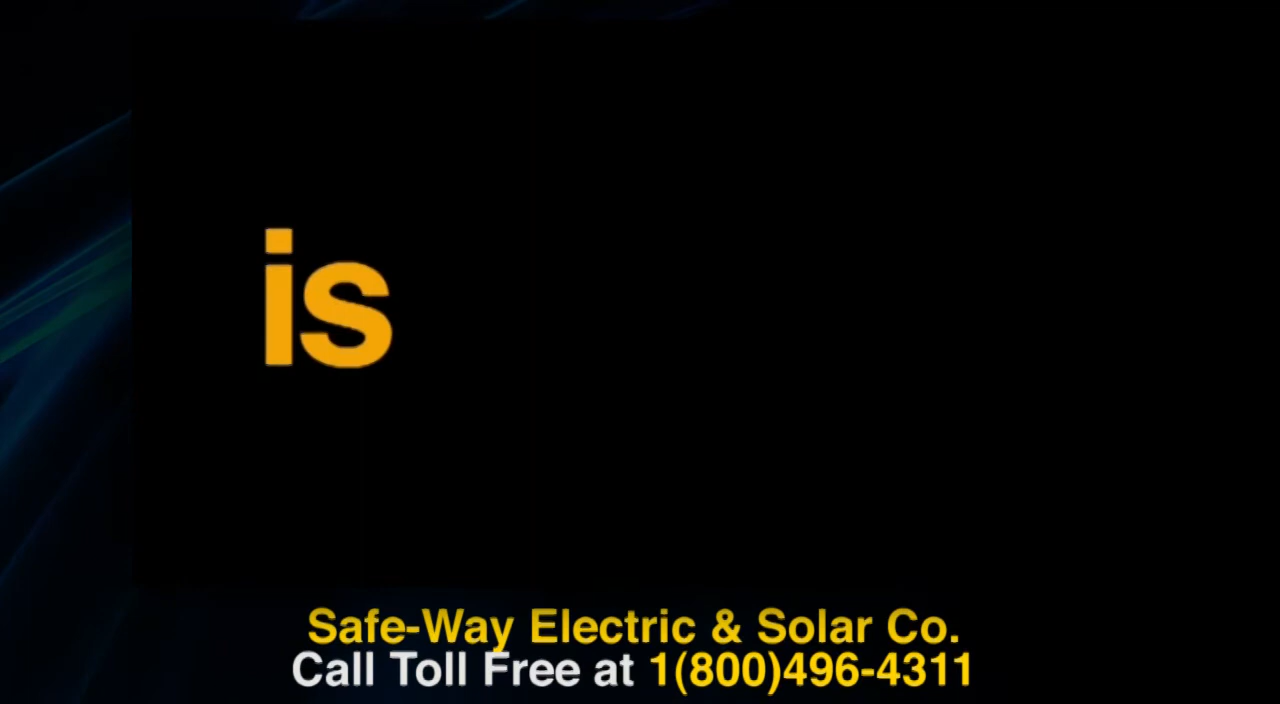 is
Safe-Way Electric & Solar Co.
Call Toll Free at 1(800)496-4311